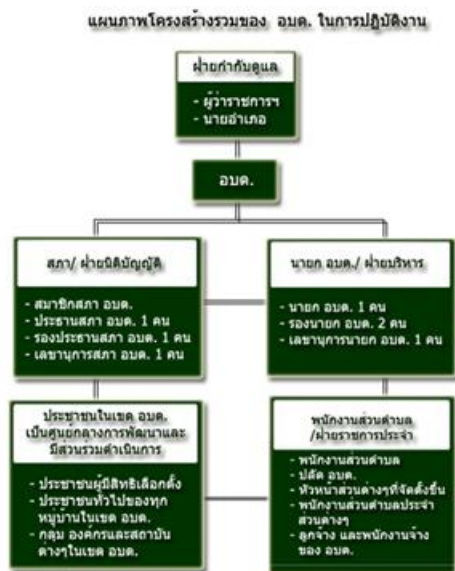 แผนภาพโครงสร้างรวมของ อบต. ในการปฏิบัติงาน
ฝ่ายกำกับดูแล
- ผู้ว่าราชการฯ
- นายอำเภอ
อบต.
สภา/ ฝ่ายนิติบัญญัติ
- สมาชิกสภา อบต.
- ประธานสภา อบต. 1 คน
- รองประธานสภา อบต. 1 คน
- เลขานุการสภา อบต. 1 คน
นายก อบต./ ฝ่ายบริหาร
- นายก อบต. 1 คน
- รองนายก อบต. 2 คน
- เลขานุการนายก อบต. 1 คน
ประชาชนในเขต อบต.
เป็นศูนย์กลางการพัฒนาและ
มีส่วนร่วมดำเนินการ
- ประชาชนผู้มีสิทธิเลือกตั้ง
- ประชาชนทั่วไปของทุก
หมู่บ้านในเขต อบต.
- กลุ่ม องค์กรและสถาบัน
ต่างๆในเขต อบต.
พนักงานส่วนตำบล
/ฝ่ายราชการประจำ
- พนักงานส่วนตำบล
- ปลัด อบต.
- หัวหน้าส่วนต่างๆที่จัดตั้งขึ้น
- พนักงานส่วนตำบลประจำ
ส่วนต่างๆ
- ลูกจ้าง และพนักงานจ้าง
ของ อบต.